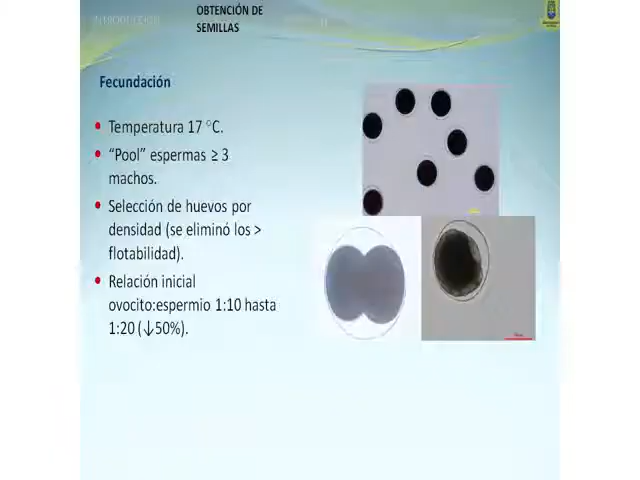 INTRODUCCIÓN
OBTENCIÓN DE
SEMILLAS
Fecundación
• Temperatura 17 °C.
• “Pool” espermas ≥ 3
machos.
• Selección de huevos por
densidad (se eliminó los >
flotabilidad).
• Relación inicial
ovocito:espermio 1:10 hasta
1:20 (↓50%).